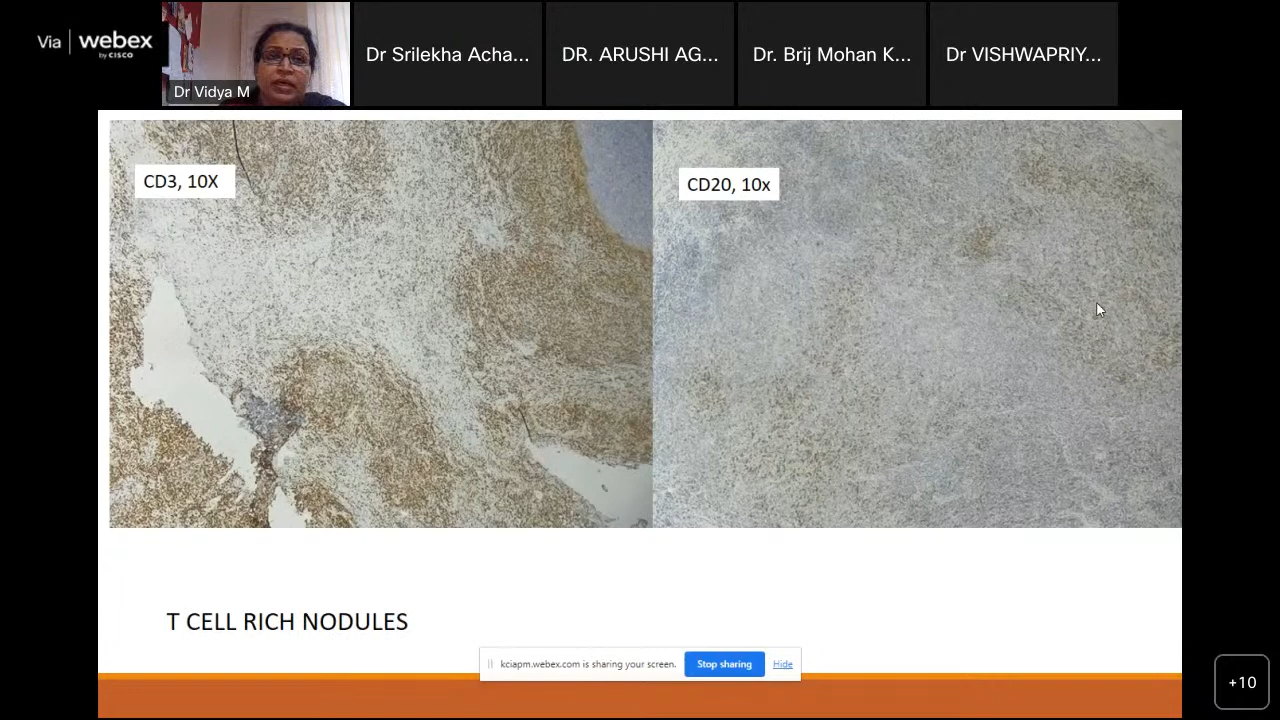 Via webex
by CISCO
Dr Vidya M
Dr Srilekha Acha...
DR. ARUSHI AG...
Dr. Brij Mohan K...
Dr VISHWAPRIY...
CD3, 10X
CD20, 10x
T CELL RICH NODULES
kciapm.webex.com is sharing your screen.
Stop sharing
Hide
+10